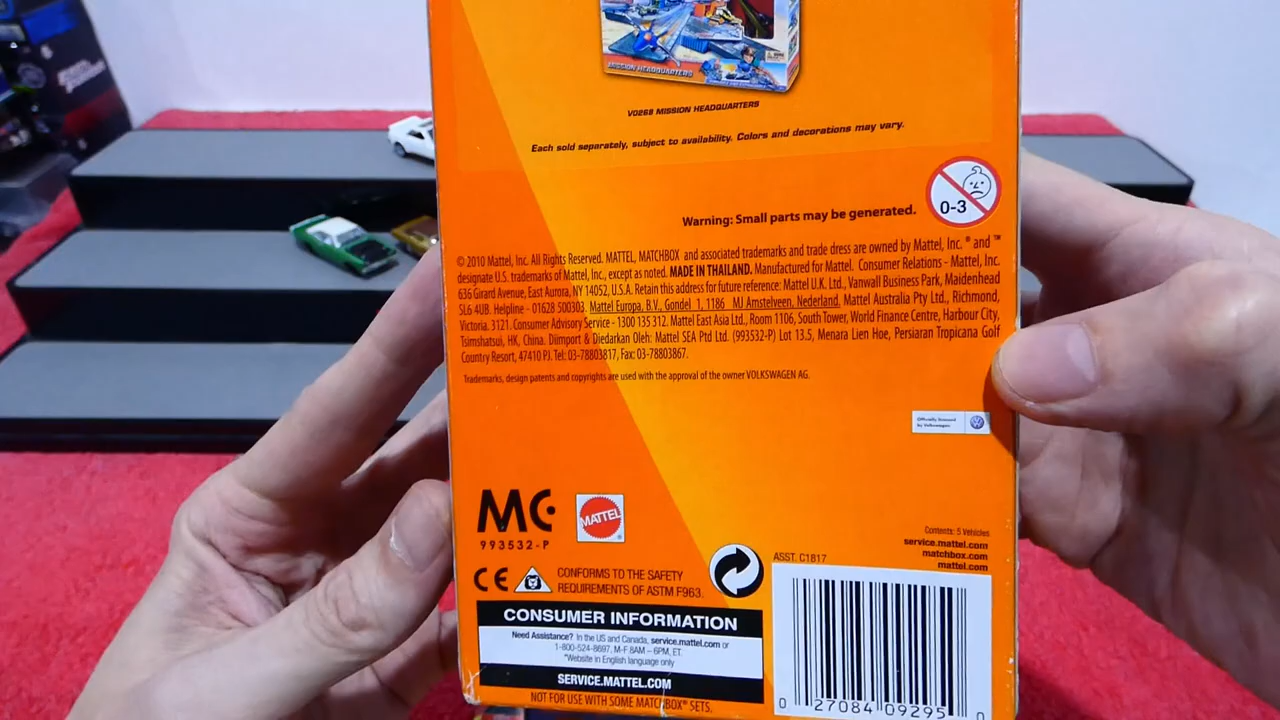 MISSION HEADQUARTERS
V0268 MISSION HEADQUARTERS
Each sold separately, subject to availability. Colors and decorations may vary.
0-3
Warning: Small parts may be generated.
© 2010 Mattel, Inc. All Rights Reserved. MATTEL, MATCHBOX and associated trademarks and trade dress are owned by Mattel, Inc. ® and ™
designate U.S. trademarks of Mattel, Inc., except as noted. MADE IN THAILAND. Manufactured for Mattel. Consumer Relations - Mattel, Inc.
636 Girard Avenue, East Aurora, NY 14052, U.S.A. Retain this address for future reference: Mattel U.K. Ltd., Vanwall Business Park, Maidenhead
SL6 4UB. Helpline - 01628 500303. Mattel Europa, B.V., Gondel 1, 1186 MJ Amstelveen, Nederland. Mattel Australia Pty Ltd., Richmond,
Victoria. 3121. Consumer Advisory Service - 1300 135 312. Mattel East Asia Ltd., Room 1106, South Tower, World Finance Centre, Harbour City,
Tsimshatsui, HK, China. Diimport & Diedarkan Oleh: Mattel SEA Ptd Ltd. (993532-P) Lot 13.5, Menara Lien Hoe, Persiaran Tropicana Golf
Country Resort, 47410 PJ. Tel: 03-78803817, Fax: 03-78803867.
Trademarks, design patents and copyrights are used with the approval of the owner VOLKSWAGEN AG.
Officially licensed
by Volkswagen
MC
993532-P
MATTEL
Contents: 5 Vehicles
service.mattel.com
matchbox.com
mattel.com
ASST. C1817
CE
CONFORMS TO THE SAFETY
REQUIREMENTS OF ASTM F963.
CONSUMER INFORMATION
Need Assistance? In the US and Canada, service.mattel.com or
1-800-524-8697, M-F 8AM – 6PM, ET.
*Website in English language only
SERVICE.MATTEL.COM
NOT FOR USE WITH SOME MATCHBOX® SETS.
0 27084 09295 0